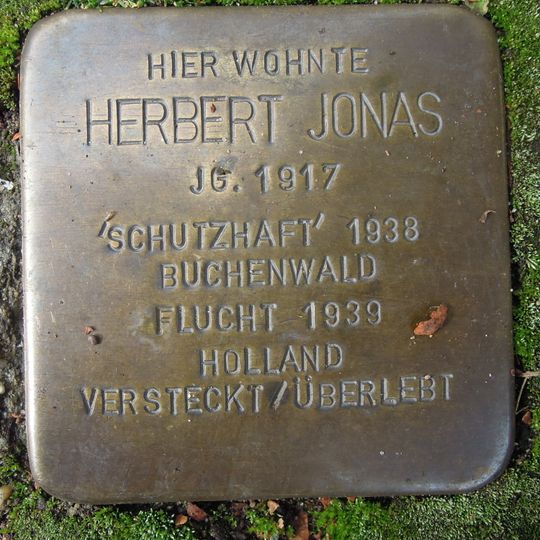 HIER WOHNTE
HERBERT JONAS
JG. 1917
'SCHUTZHAFT' 1938
BUCHENWALD
FLUCHT 1939
HOLLAND
VERSTECKT/ÜBERLEBT